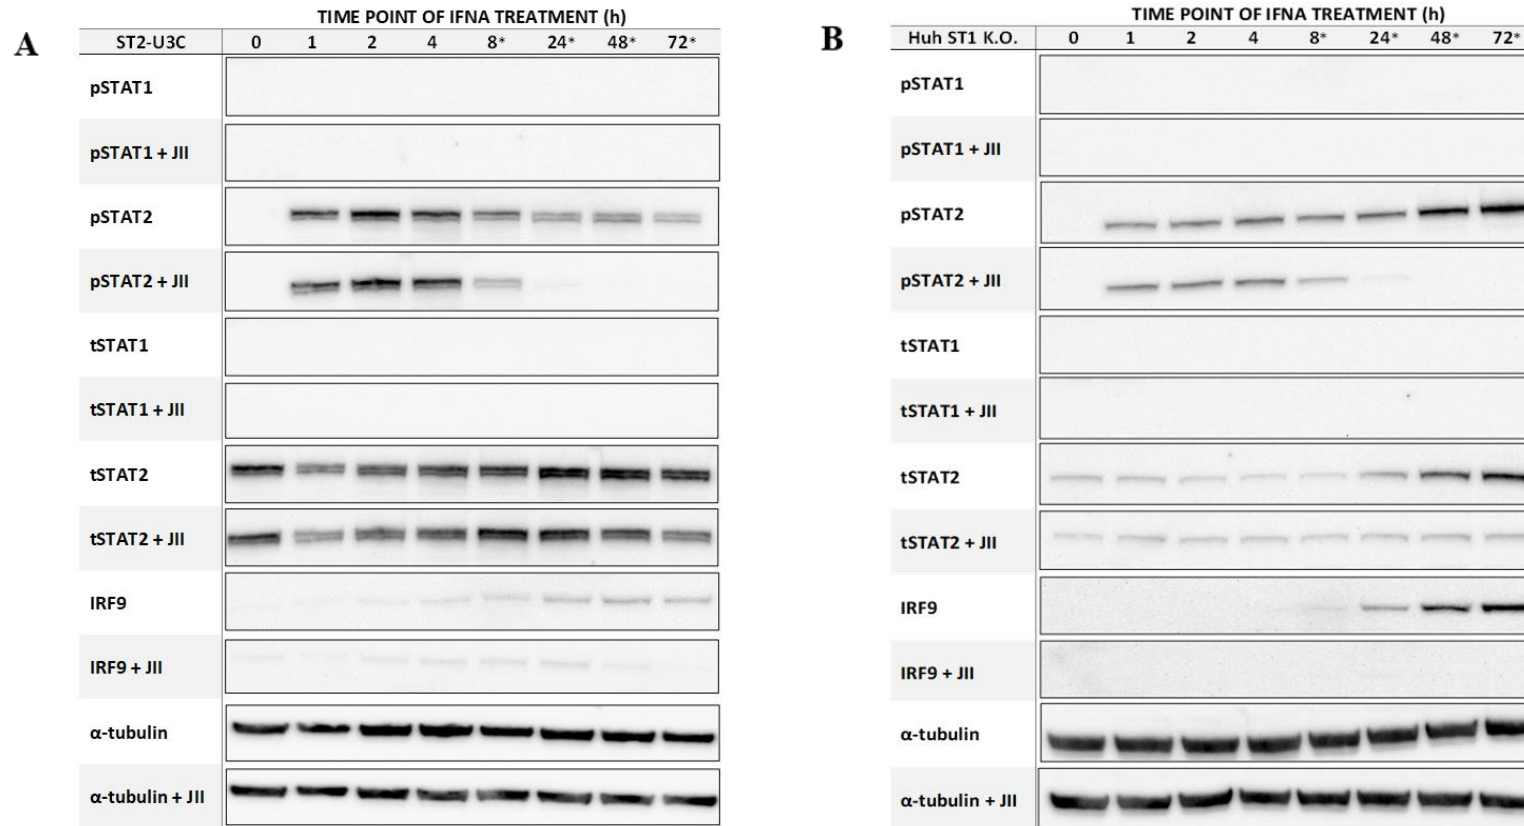 A
TIME POINT OF IFNA TREATMENT (h)
ST2-U3C 0 1 2 4 8* 24* 48* 72*
pSTAT1
pSTAT1 + JII
pSTAT2
pSTAT2 + JII
tSTAT1
tSTAT1 + JII
tSTAT2
tSTAT2 + JII
IRF9
IRF9 + JII
α-tubulin
α-tubulin + JII
B
TIME POINT OF IFNA TREATMENT (h)
Huh ST1 K.O. 0 1 2 4 8* 24* 48* 72*
pSTAT1
pSTAT1 + JII
pSTAT2
pSTAT2 + JII
tSTAT1
tSTAT1 + JII
tSTAT2
tSTAT2 + JII
IRF9
IRF9 + JII
α-tubulin
α-tubulin + JII